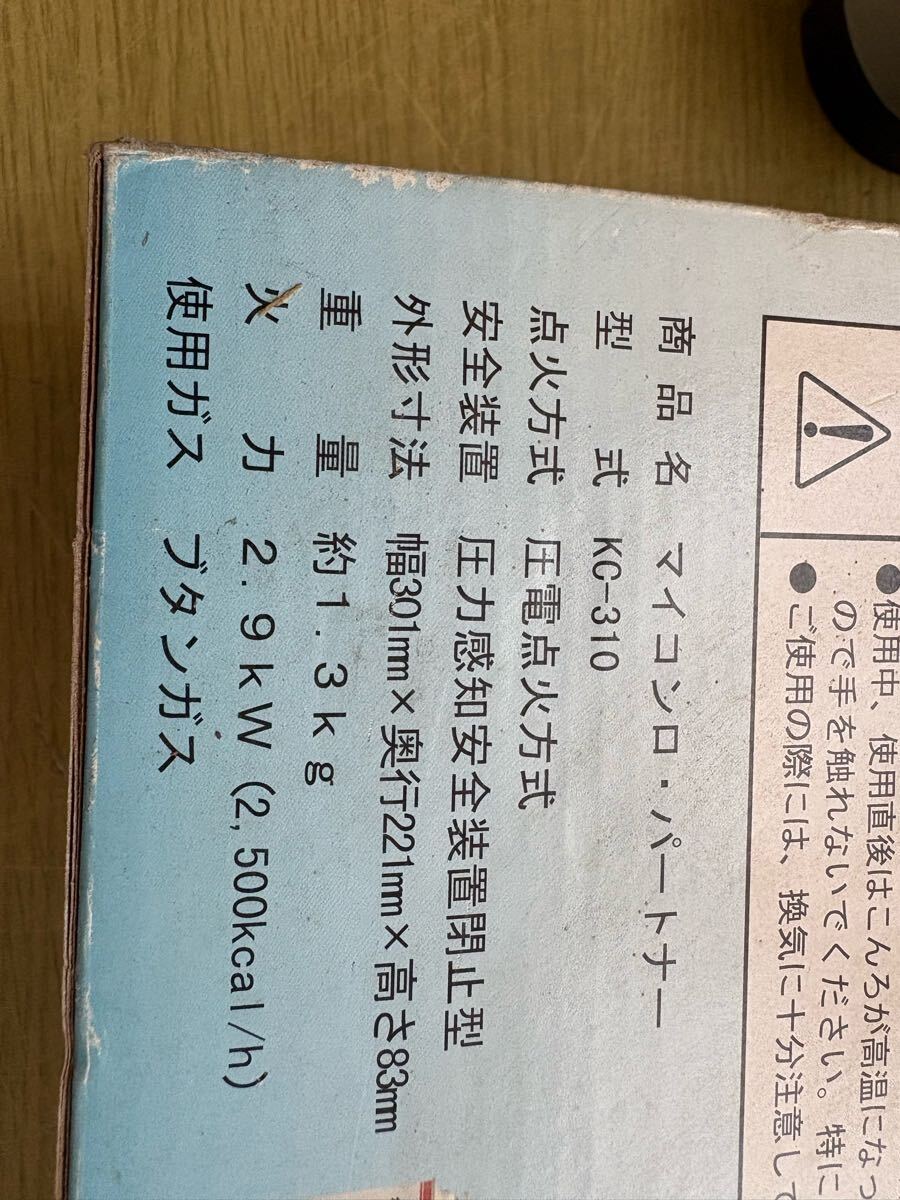 ●使用中、使用直後はこんろが高温になっ
ので手を触れないでください。特に
●ご使用の際には、換気に十分注意して
商品名 マイコンロ・パートナー
型式 KC-310
点火方式 圧電点火方式
安全装置 圧力感知安全装置閉止型
外形寸法 幅301mm×奥行221mm×高さ83mm
重量 約1.3kg
火力 2.9kW(2,500kcal/h)
使用ガス ブタンガス